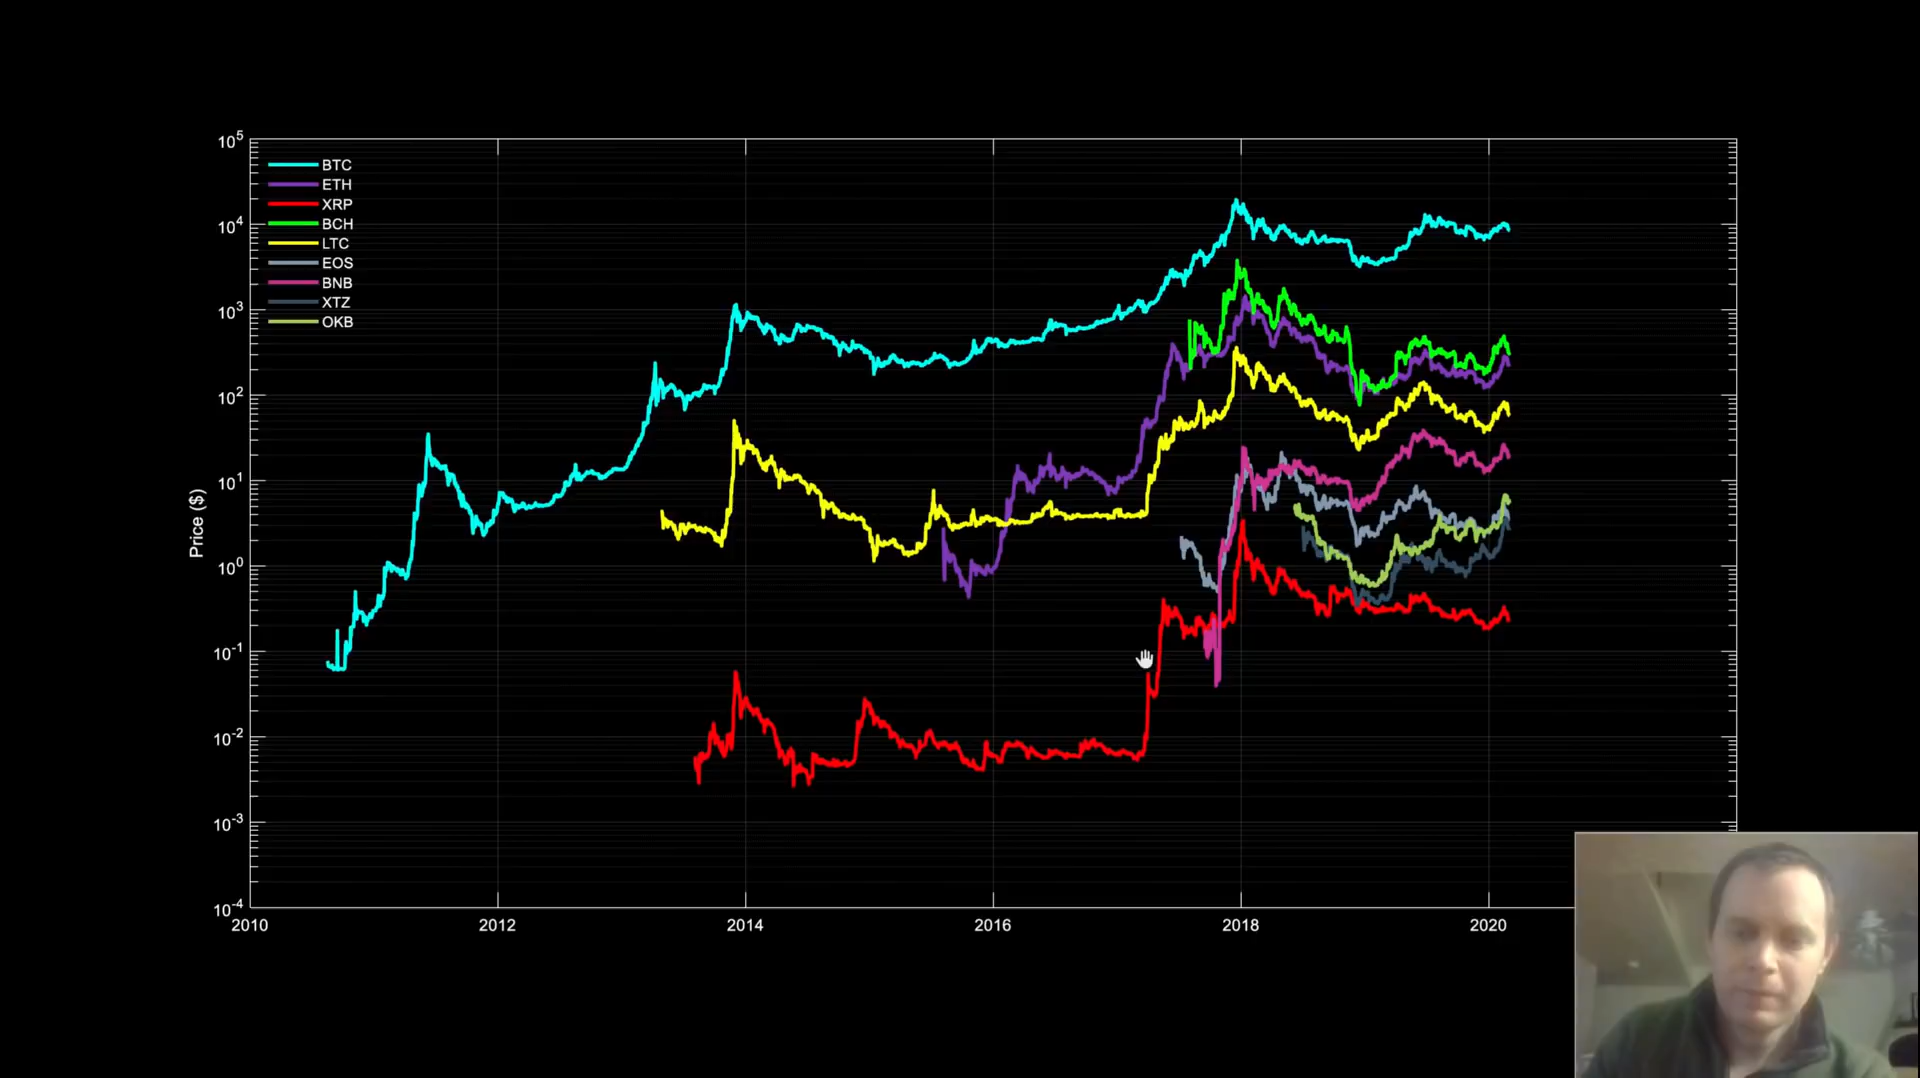 10^5
BTC
ETH
XRP
10^4
BCH
LTC
EOS
BNB
XTZ
10^3
OKB
10^2
10^1
Price ($)
10^0
10^-1
10^-2
10^-3
10^-4
2010 2012 2014 2016 2018 2020